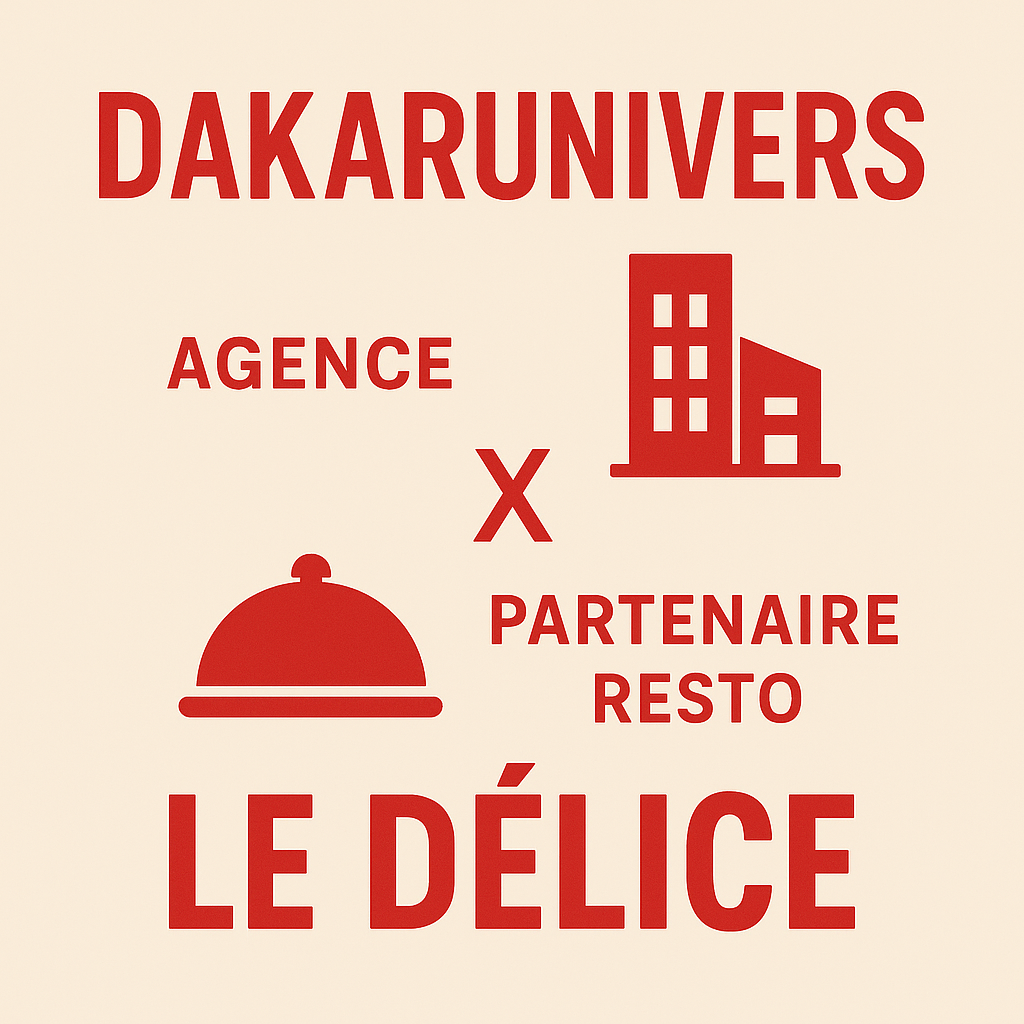 DAKARUNIVERS
AGENCE
X
PARTENAIRE
RESTO
LE DÉLICE